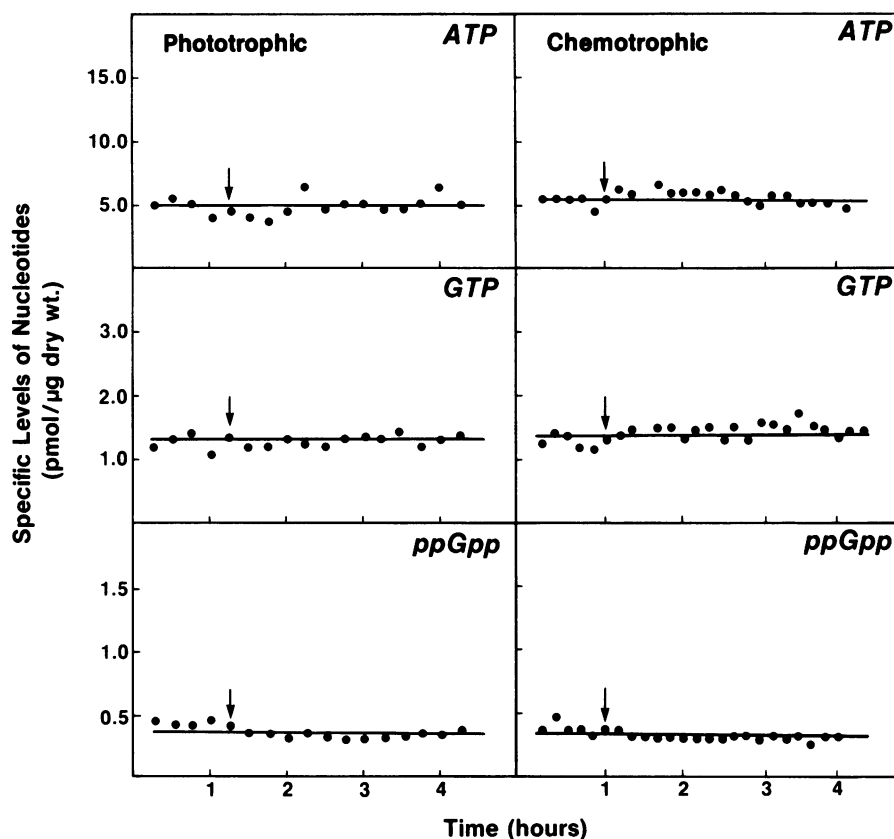 Phototrophic ATP
Chemotrophic ATP
15.0
10.0
5.0
GTP
GTP
3.0
2.0
1.0
ppGpp
ppGpp
1.5
1.0
0.5
1 2 3 4
1 2 3 4
Specific Levels of Nucleotides
(pmol/µg dry wt.)
Time (hours)